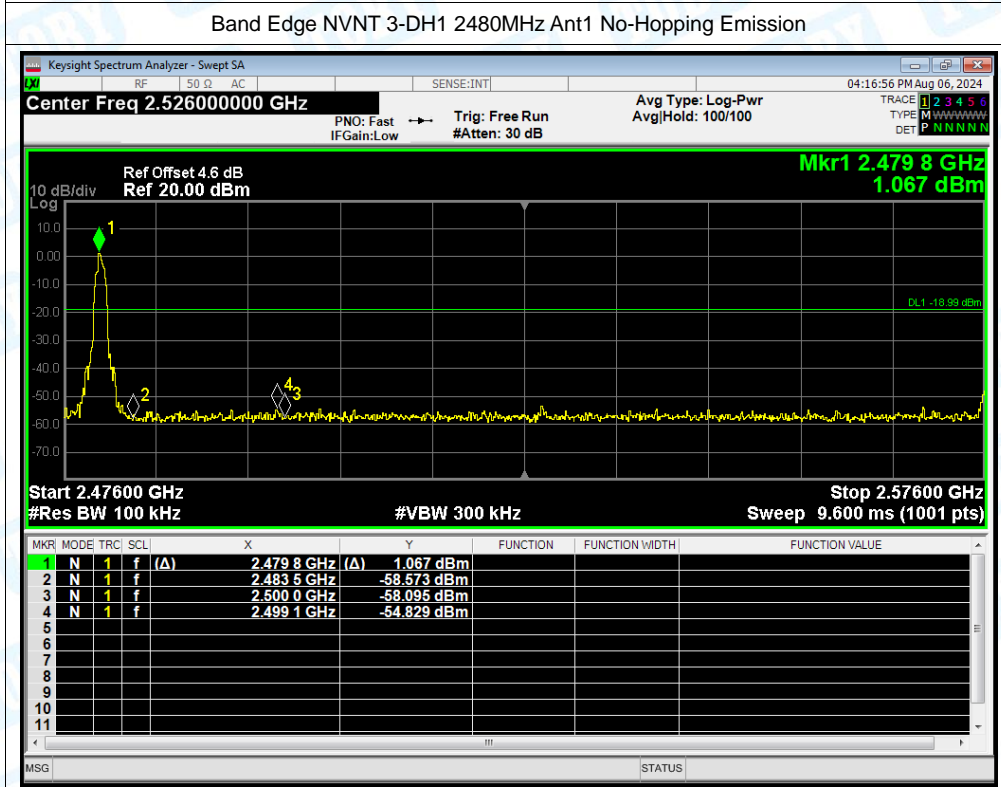 Band Edge NVNT 3-DH1 2480MHz Ant1 No-Hopping Emission
Keysight Spectrum Analyzer - Swept SA
LXI RF 50 Ω AC SENSE:INT 04:16:56 PM Aug 06, 2024
Center Freq 2.526000000 GHz
PNO: Fast
IFGain:Low
Trig: Free Run
#Atten: 30 dB
Avg Type: Log-Pwr
Avg|Hold: 100/100
TRACE 1 2 3 4 5 6
TYPE M W W W W W
DET P N N N N N
Mkr1 2.479 8 GHz
1.067 dBm
Ref Offset 4.6 dB
10 dB/div Ref 20.00 dBm
Log
10.0
0.00
-10.0
-20.0
-30.0
-40.0
-50.0
-60.0
-70.0
1
2
4
3
DL1 -18.99 dBm
Start 2.47600 GHz Stop 2.57600 GHz
#Res BW 100 kHz #VBW 300 kHz Sweep 9.600 ms (1001 pts)
MKR MODE TRC SCL X Y FUNCTION FUNCTION WIDTH FUNCTION VALUE
1 N 1 f (Δ) 2.479 8 GHz (Δ) 1.067 dBm
2 N 1 f 2.483 5 GHz -58.573 dBm
3 N 1 f 2.500 0 GHz -58.095 dBm
4 N 1 f 2.499 1 GHz -54.829 dBm
5
6
7
8
9
10
11
MSG STATUS